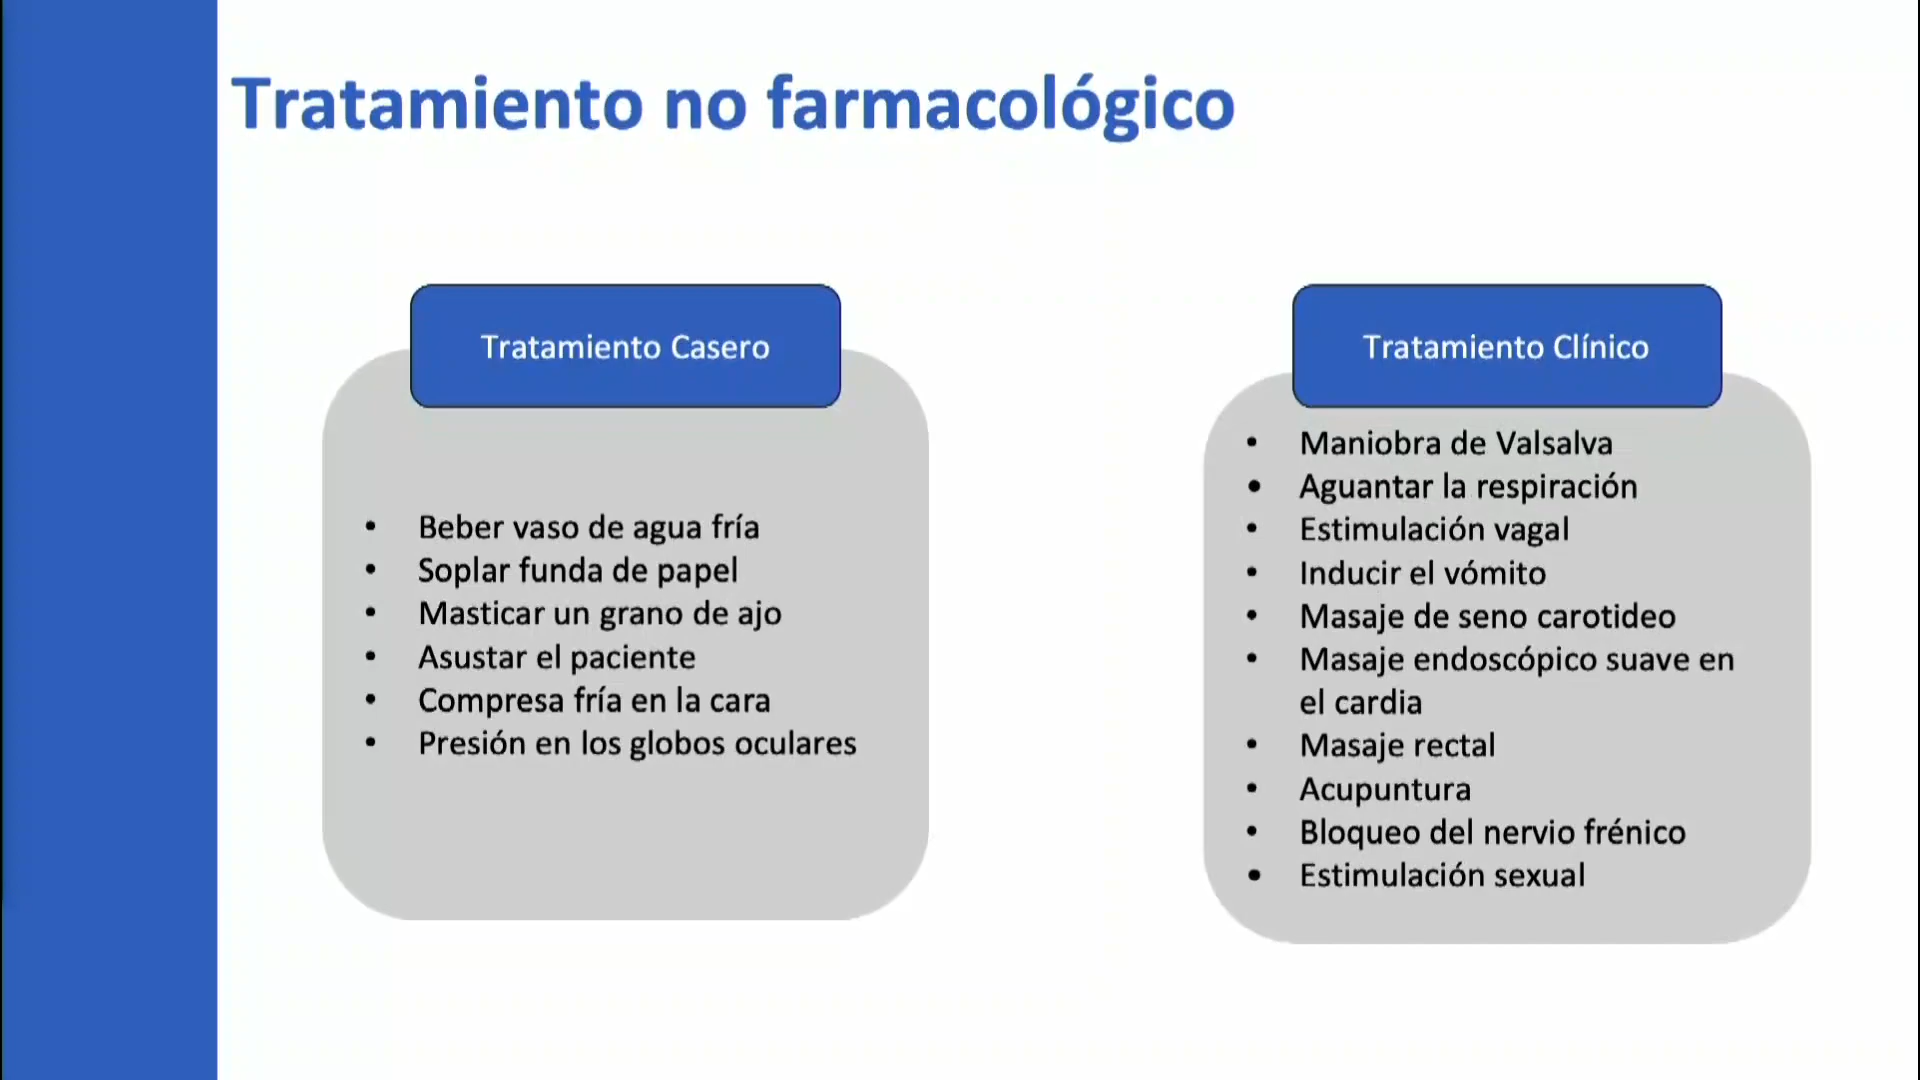 Tratamiento no farmacológico
Tratamiento Casero
• Beber vaso de agua fría
• Soplar funda de papel
• Masticar un grano de ajo
• Asustar el paciente
• Compresa fría en la cara
• Presión en los globos oculares
Tratamiento Clínico
• Maniobra de Valsalva
• Aguantar la respiración
• Estimulación vagal
• Inducir el vómito
• Masaje de seno carotideo
• Masaje endoscópico suave en
el cardia
• Masaje rectal
• Acupuntura
• Bloqueo del nervio frénico
• Estimulación sexual